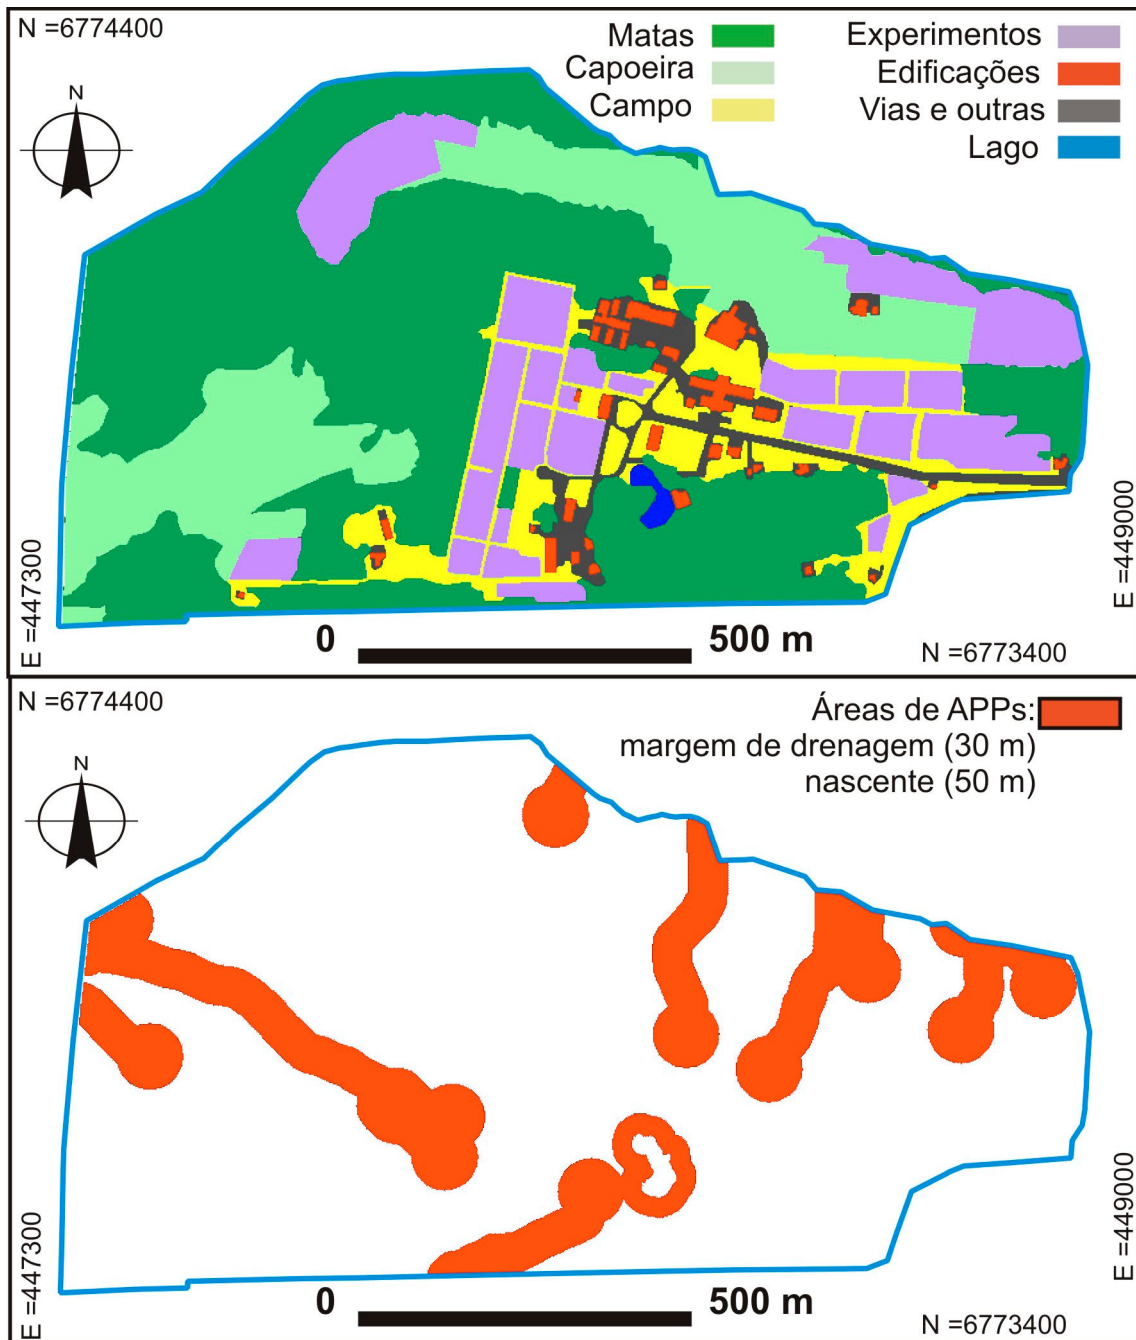 N =6774400
Matas
Capoeira
Campo
Experimentos
Edificações
Vias e outras
Lago
N
E =447300
0
500 m
N =6773400
E =449000
N =6774400
Áreas de APPs:
margem de drenagem (30 m)
nascente (50 m)
N
E =447300
0
500 m
N =6773400
E =449000